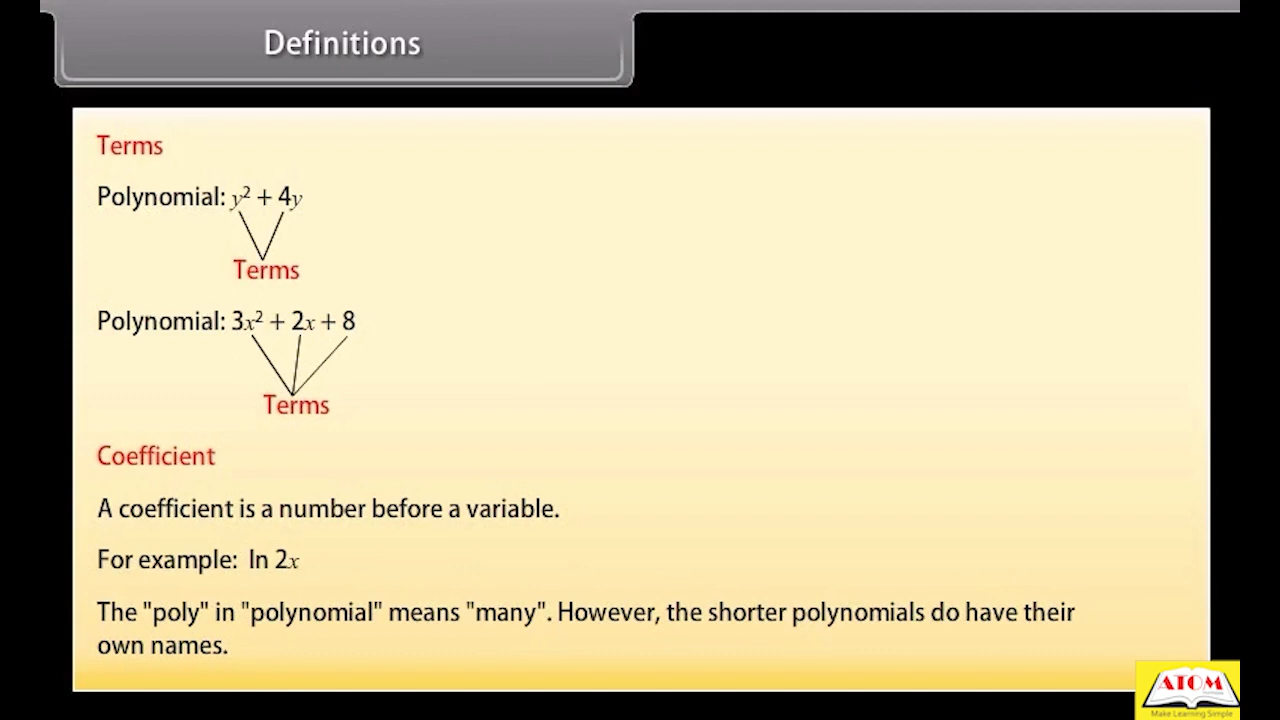 Definitions
Terms
Polynomial: y² + 4y
Terms
Polynomial: 3x² + 2x + 8
Terms
Coefficient
A coefficient is a number before a variable.
For example: In 2x
The "poly" in "polynomial" means "many". However, the shorter polynomials do have their
own names.
ATOM
Make Learning Simple